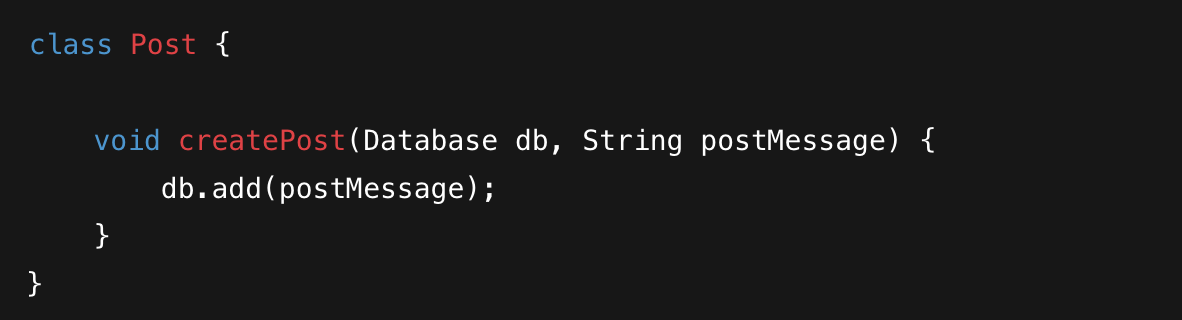 class Post {
    void createPost(Database db, String postMessage) {
        db.add(postMessage);
    }
}